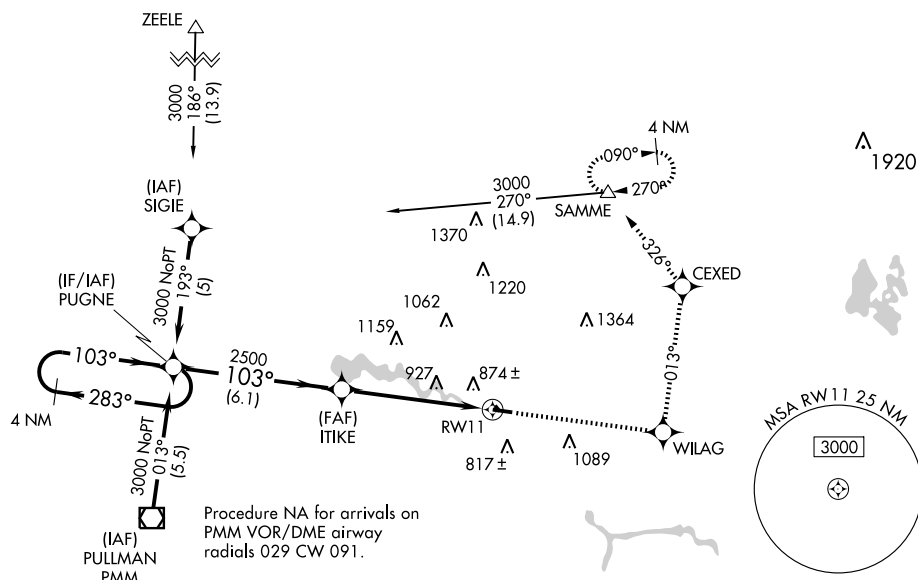 ZEELE
3000
186°
(13.9)
4 NM
090°
270°
1920
3000
270°
(14.9)
SAMME
1370
(IAF)
SIGIE
326°
CEXED
3000 NoPT
193°
(5)
(IF/IAF)
PUGNE
1220
1062
1364
1159
013°
103°
2500
103°
(6.1)
927
874 ±
283°
4 NM
(FAF)
ITIKE
RW11
WILAG
817 ±
1089
MSA RW11 25 NM
3000
3000 NoPT
013°
(5.5)
Procedure NA for arrivals on
PMM VOR/DME airway
radials 029 CW 091.
(IAF)
PULLMAN
PMM